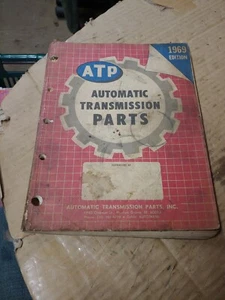 1969
EDITION
ATP
AUTOMATIC
TRANSMISSION
PARTS
AUTOMATIC TRANSMISSION PARTS, INC.